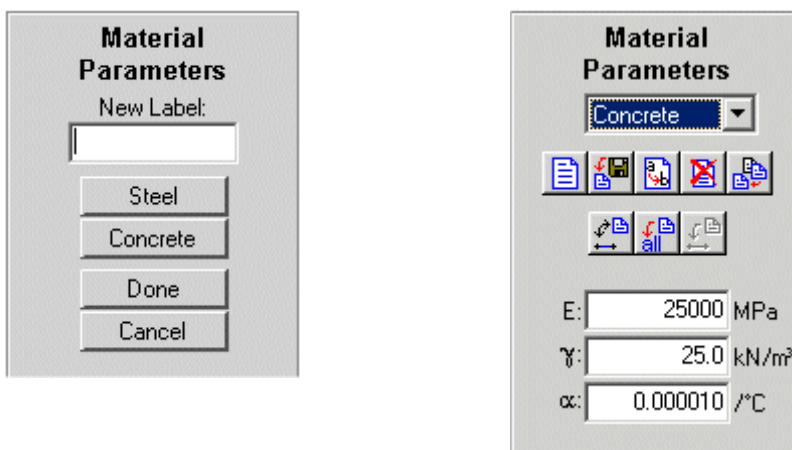 Material
Parameters
New Label:
Steel
Concrete
Done
Cancel
Material
Parameters
Concrete
a
b
all
E: 25000 MPa
γ: 25.0 kN/m³
α: 0.000010 /°C